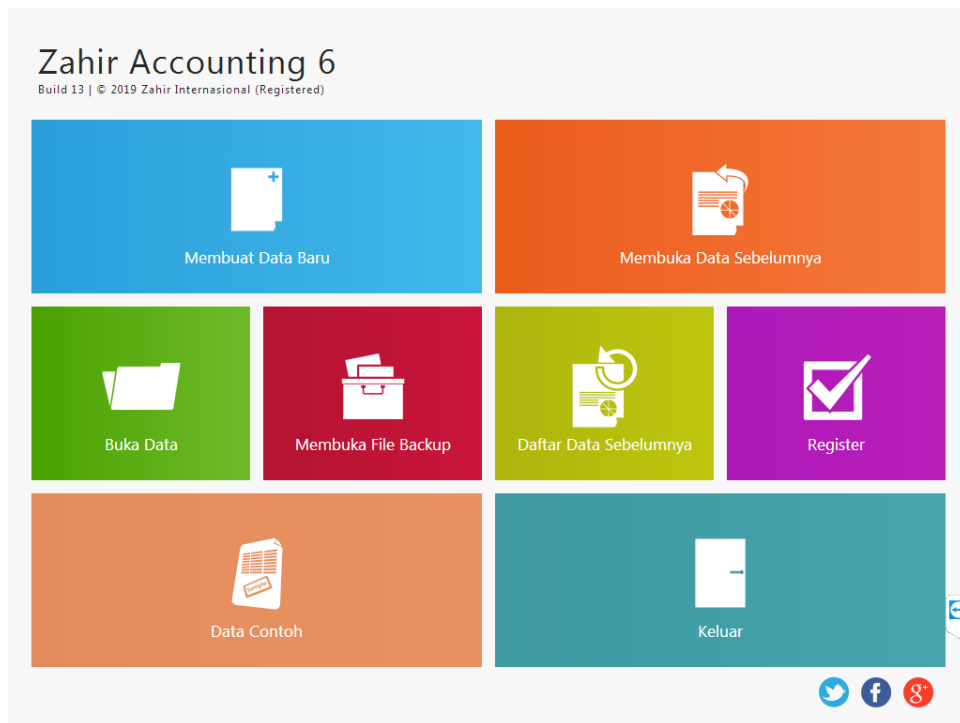 Zahir Accounting 6
Build 13 | © 2019 Zahir Internasional (Registered)
Membuat Data Baru
Membuka Data Sebelumnya
Buka Data
Membuka File Backup
Daftar Data Sebelumnya
Register
Sample
Data Contoh
Keluar